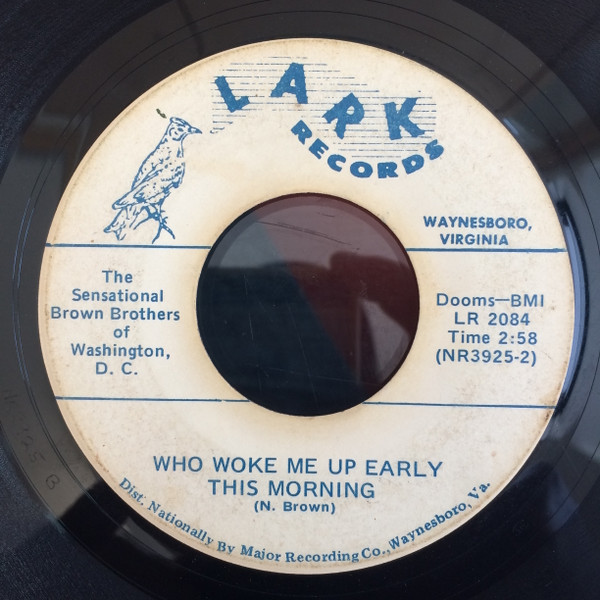 LARK
RECORDS
WAYNESBORO,
VIRGINIA
The
Sensational
Brown Brothers
of
Washington,
D. C.
Dooms—BMI
LR 2084
Time 2:58
(NR3925-2)
WHO WOKE ME UP EARLY
THIS MORNING
(N. Brown)
Dist. Nationally By Major Recording Co., Waynesboro, Va.